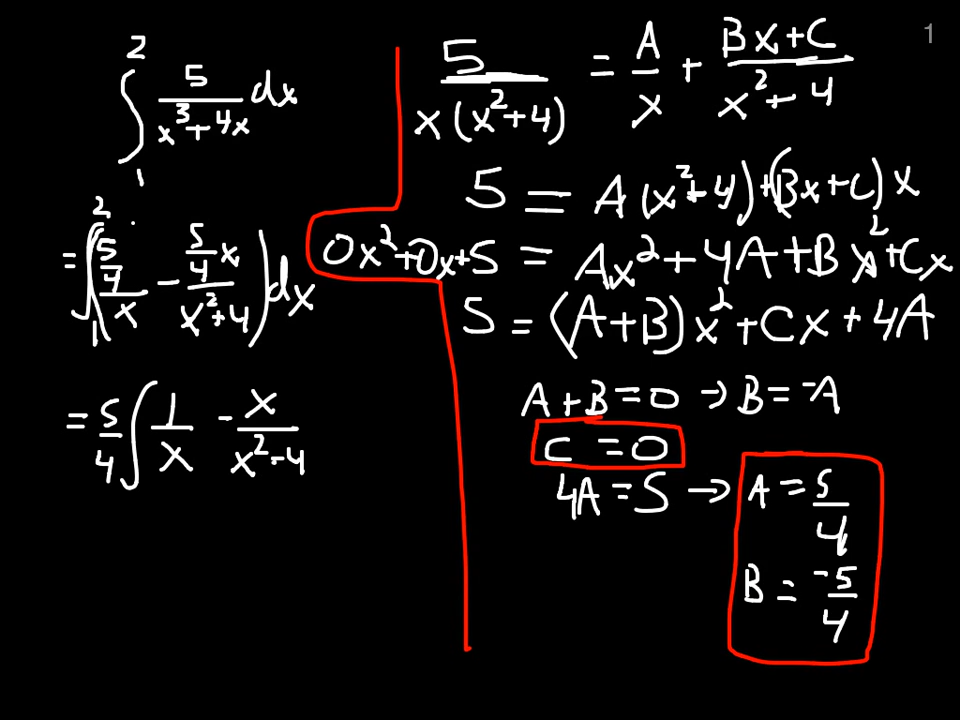 1
∫₁² 5/(x³+4x) dx
= ∫₁² ( (5/4)/x − (5/4 x)/(x²+4) ) dx
= 5/4 ∫ 1/x − x/(x²-4)
5/(x(x²+4)) = A/x + (Bx+C)/(x²+4)
5 = A(x²+4)+(Bx+C)x
0x²+0x+5 = Ax²+4A+Bx²+Cx
5 = (A+B)x²+Cx+4A
A+B=0 → B=-A
C=0
4A=5 → A=5/4
B=-5/4